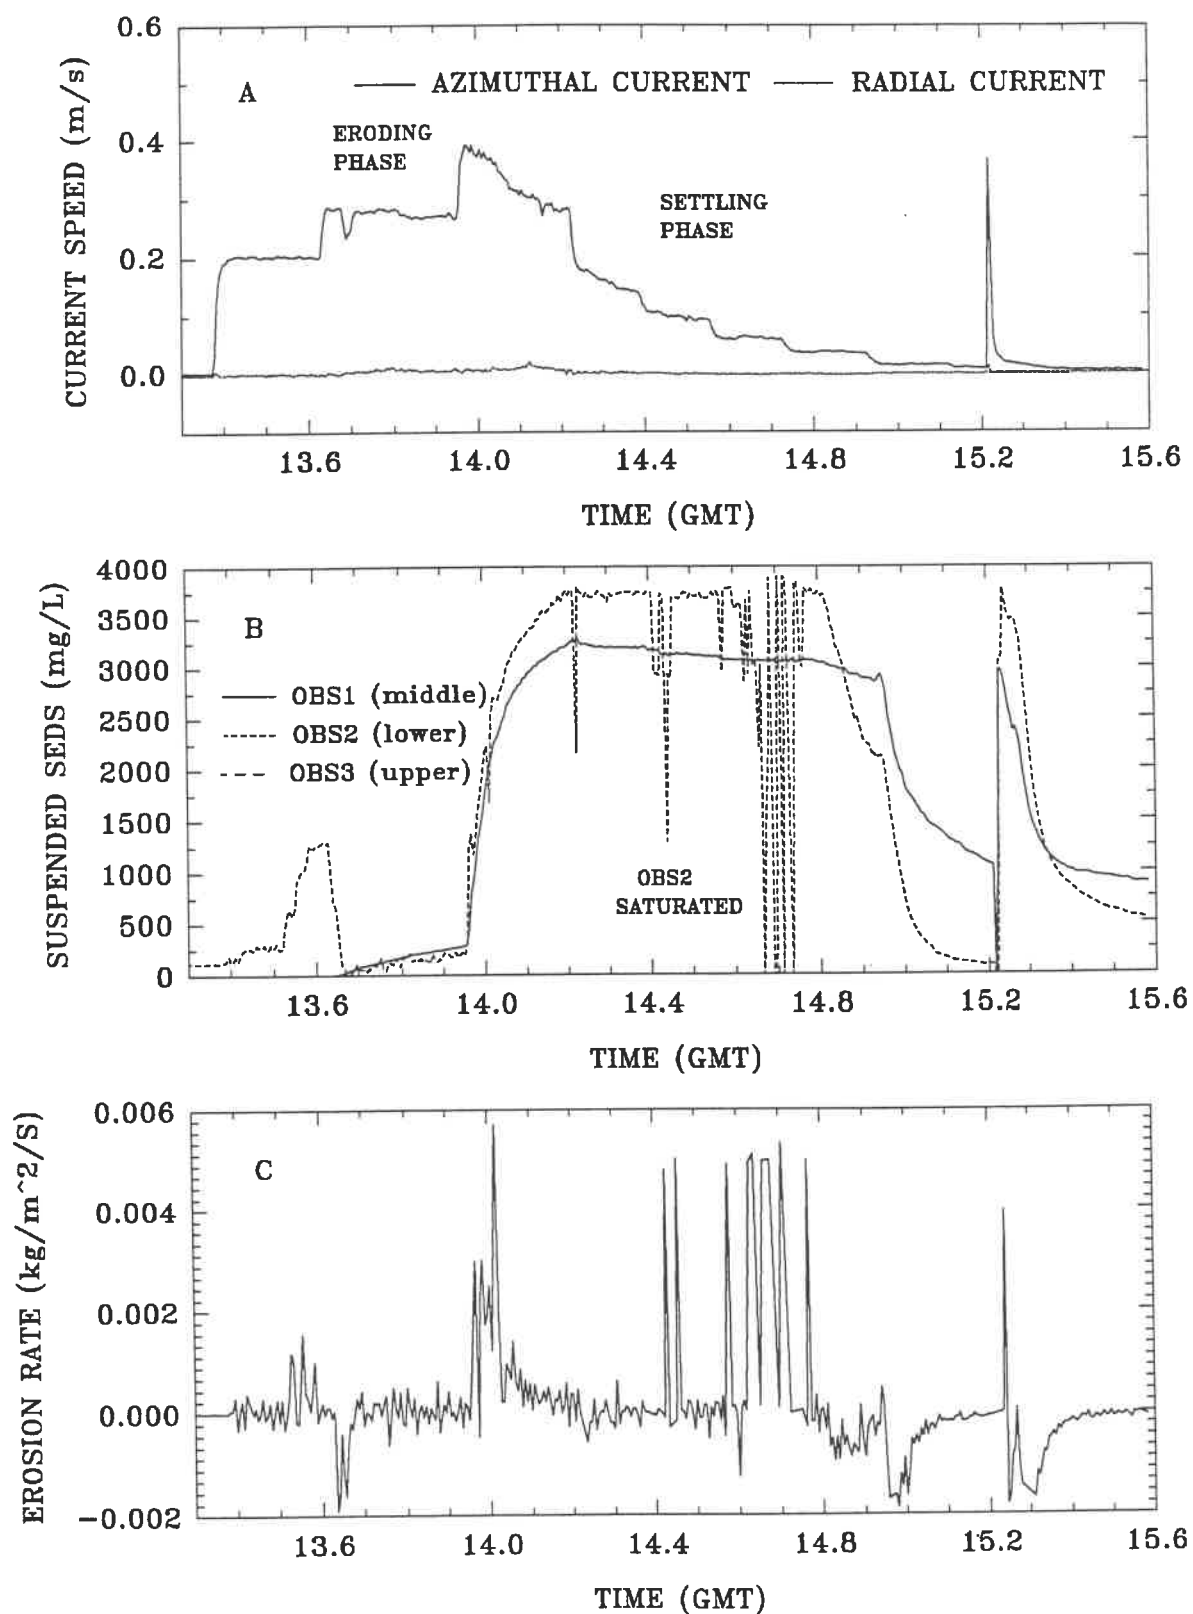 0.6
0.4
0.2
0.0
CURRENT SPEED (m/s)
A
AZIMUTHAL CURRENT
RADIAL CURRENT
ERODING
PHASE
SETTLING
PHASE
13.6 14.0 14.4 14.8 15.2 15.6
TIME (GMT)
4000
3500
3000
2500
2000
1500
1000
500
0
SUSPENDED SEDS (mg/L)
B
OBS1 (middle)
OBS2 (lower)
OBS3 (upper)
OBS2
SATURATED
13.6 14.0 14.4 14.8 15.2 15.6
TIME (GMT)
0.006
0.004
0.002
0.000
-0.002
EROSION RATE (kg/m^2/S)
C
13.6 14.0 14.4 14.8 15.2 15.6
TIME (GMT)